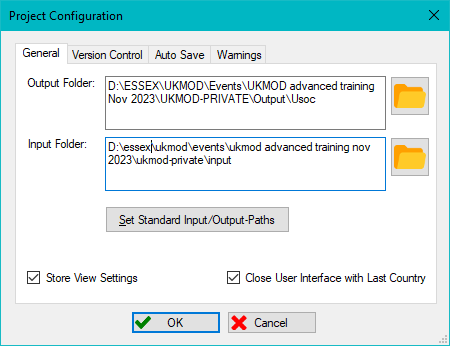 Project Configuration
General Version Control Auto Save Warnings
Output Folder: D:\ESSEX\UKMOD\Events\UKMOD advanced training
Nov 2023\UKMOD-PRIVATE\Output\Usoc
Input Folder: D:\essex\ukmod\events\ukmod advanced training nov
2023\ukmod-private\input
Set Standard Input/Output-Paths
Store View Settings Close User Interface with Last Country
OK Cancel